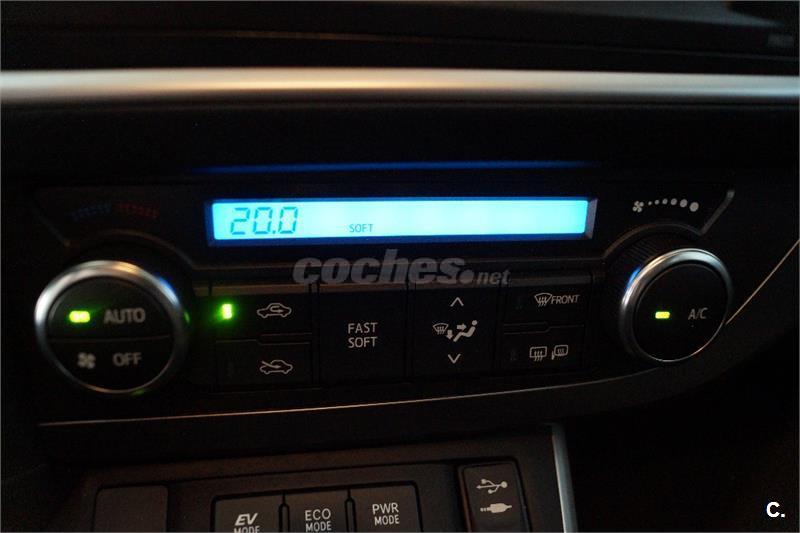 20.0
SOFT
coches.net
AUTO
OFF
FAST
SOFT
FRONT
A/C
EV
MODE
ECO
MODE
PWR
MODE
C.